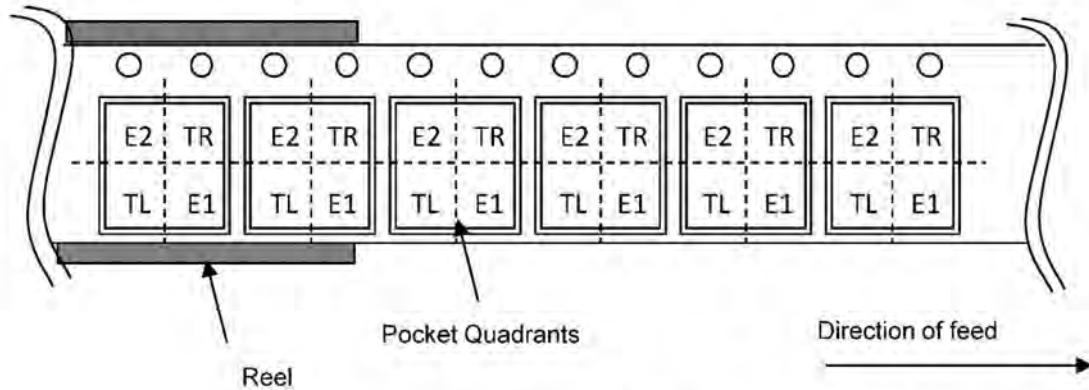 E2 TR E2 TR E2 TR E2 TR E2 TR E2 TR
TL E1 TL E1 TL E1 TL E1 TL E1 TL E1
Pocket Quadrants
Direction of feed
Reel